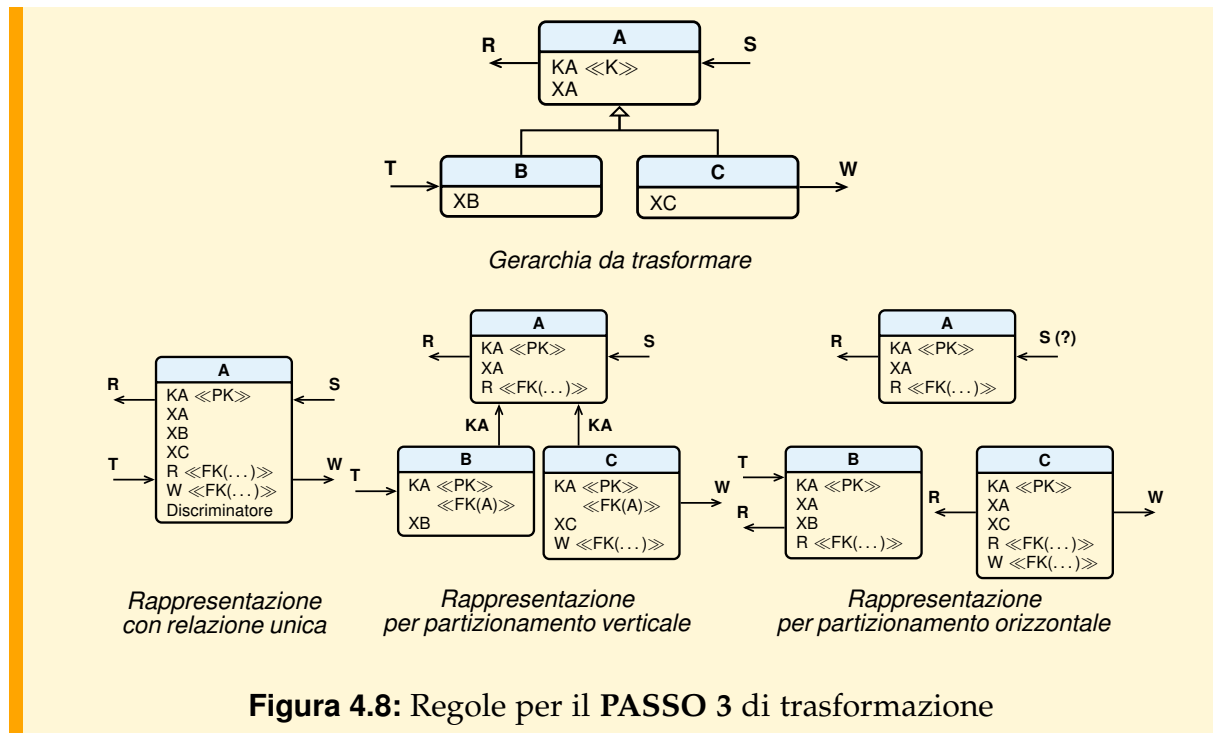 A
R
S
KA ≪K≫
XA
T
B
C
W
XB
XC
Gerarchia da trasformare
A
R
S
KA ≪PK≫
XA
XB
XC
T
W
R ≪FK(...)≫
W ≪FK(...)≫
Discriminatore
Rappresentazione
con relazione unica
A
R
S
KA ≪PK≫
XA
R ≪FK(...)≫
KA
KA
T
B
KA ≪PK≫
≪FK(A)≫
XB
C
W
KA ≪PK≫
≪FK(A)≫
XC
W ≪FK(...)≫
Rappresentazione
per partizionamento verticale
A
R
S (?)
KA ≪PK≫
XA
R ≪FK(...)≫
T
R
B
KA ≪PK≫
XA
XB
R ≪FK(...)≫
C
R
W
KA ≪PK≫
XA
XC
R ≪FK(...)≫
W ≪FK(...)≫
Rappresentazione
per partizionamento orizzontale
Figura 4.8: Regole per il PASSO 3 di trasformazione